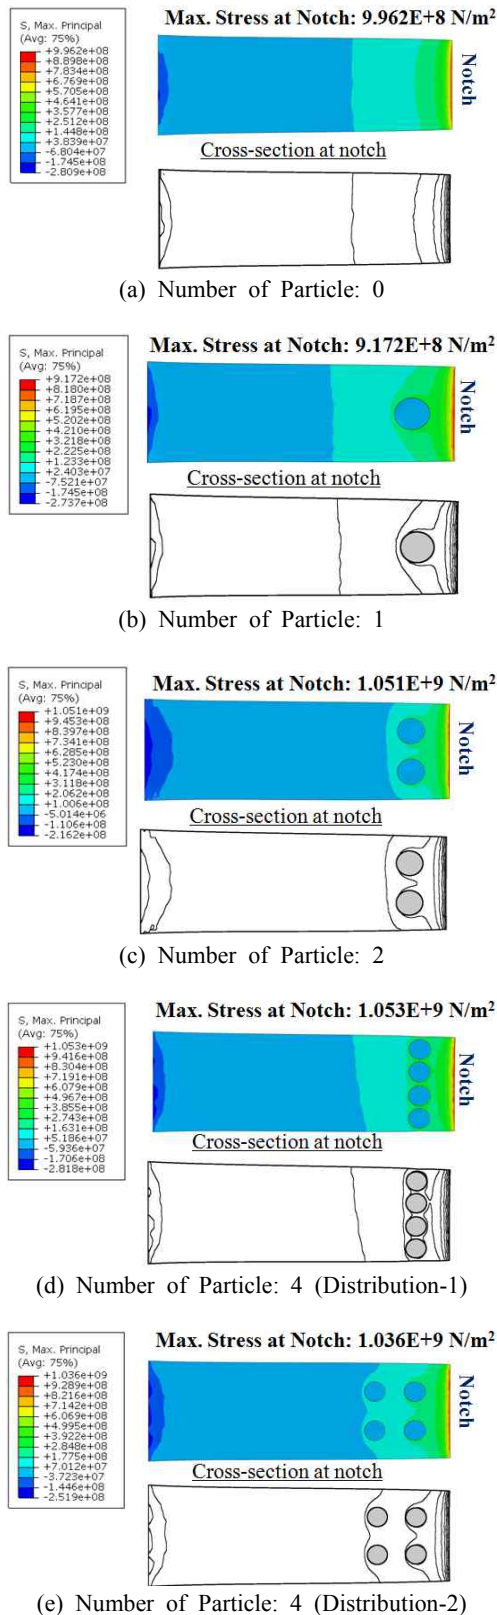 Max. Stress at Notch: 9.962E+8 N/m²
S, Max. Principal
(Avg: 75%)
+9.962e+08
+8.898e+08
+7.834e+08
+6.769e+08
+5.705e+08
+4.641e+08
+3.577e+08
+2.512e+08
+1.448e+08
+3.839e+07
-6.804e+07
-1.745e+08
-2.809e+08
Notch
Cross-section at notch
(a) Number of Particle: 0
Max. Stress at Notch: 9.172E+8 N/m²
S, Max. Principal
(Avg: 75%)
+9.172e+08
+8.180e+08
+7.187e+08
+6.195e+08
+5.202e+08
+4.210e+08
+3.218e+08
+2.225e+08
+1.233e+08
+2.403e+07
-7.521e+07
-1.745e+08
-2.737e+08
Notch
Cross-section at notch
(b) Number of Particle: 1
Max. Stress at Notch: 1.051E+9 N/m²
S, Max. Principal
(Avg: 75%)
+1.051e+09
+9.453e+08
+8.397e+08
+7.341e+08
+6.285e+08
+5.230e+08
+4.174e+08
+3.118e+08
+2.062e+08
+1.006e+08
-5.014e+06
-1.106e+08
-2.162e+08
Notch
Cross-section at notch
(c) Number of Particle: 2
Max. Stress at Notch: 1.053E+9 N/m²
S, Max. Principal
(Avg: 75%)
+1.053e+09
+9.416e+08
+8.304e+08
+7.191e+08
+6.079e+08
+4.967e+08
+3.855e+08
+2.743e+08
+1.631e+08
+5.186e+07
-5.936e+07
-1.706e+08
-2.818e+08
Notch
Cross-section at notch
(d) Number of Particle: 4 (Distribution-1)
Max. Stress at Notch: 1.036E+9 N/m²
S, Max. Principal
(Avg: 75%)
+1.036e+09
+9.289e+08
+8.216e+08
+7.142e+08
+6.069e+08
+4.995e+08
+3.922e+08
+2.848e+08
+1.775e+08
+7.012e+07
-3.723e+07
-1.446e+08
-2.519e+08
Notch
Cross-section at notch
(e) Number of Particle: 4 (Distribution-2)